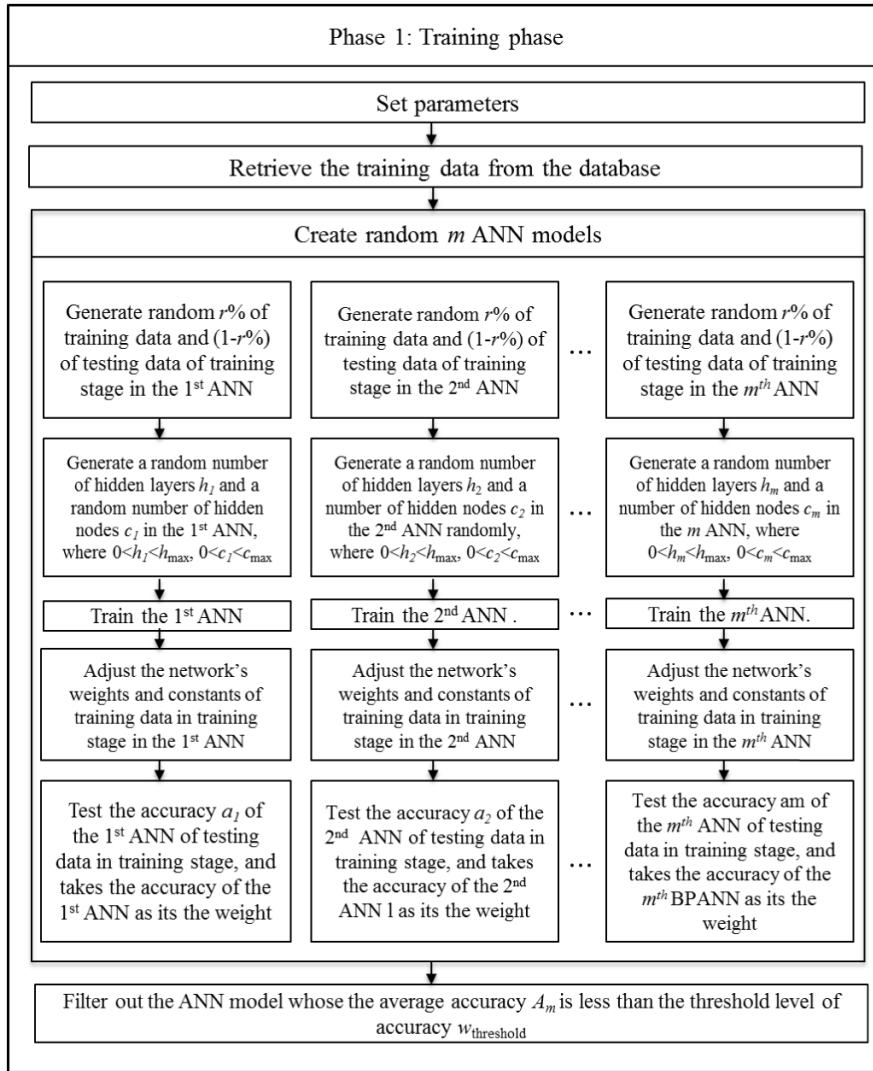 Phase 1: Training phase
Set parameters
Retrieve the training data from the database
Create random m ANN models
Generate random r% of
training data and (1-r%)
of testing data of training
stage in the 1st ANN
Generate random r% of
training data and (1-r%) of
testing data of training
stage in the 2nd ANN
...
Generate random r% of
training data and (1-r%)
of testing data of training
stage in the mth ANN
Generate a random number
of hidden layers h1 and a
random number of hidden
nodes c1 in the 1st ANN,
where 0<h1<hmax, 0<c1<cmax
Generate a random number
of hidden layers h2 and a
number of hidden nodes c2 in
the 2nd ANN randomly,
where 0<h2<hmax, 0<c2<cmax
...
Generate a random number
of hidden layers hm and a
number of hidden nodes cm in
the m ANN, where
0<hm<hmax, 0<cm<cmax
Train the 1st ANN
Train the 2nd ANN .
...
Train the mth ANN.
Adjust the network's
weights and constants of
training data in training
stage in the 1st ANN
Adjust the network's
weights and constants of
training data in training
stage in the 2nd ANN
...
Adjust the network's
weights and constants of
training data in training
stage in the mth ANN
Test the accuracy a1 of
the 1st ANN of testing
data in training stage, and
takes the accuracy of the
1st ANN as its the weight
Test the accuracy a2 of the
2nd ANN of testing data in
training stage, and takes
the accuracy of the 2nd
ANN l as its the weight
...
Test the accuracy am of
the mth ANN of testing
data in training stage, and
takes the accuracy of the
mth BPANN as its the
weight
Filter out the ANN model whose the average accuracy Am is less than the threshold level of
accuracy wthreshold